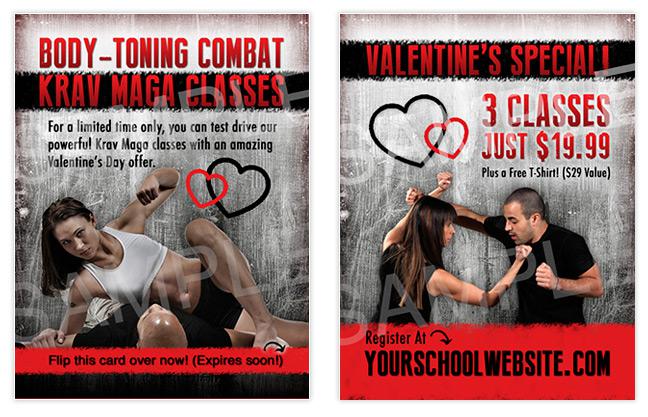 BODY-TONING COMBAT
KRAV MAGA CLASSES
For a limited time only, you can test drive our
powerful Krav Maga classes with an amazing
Valentine's Day offer.
SAMPLE
Flip this card over now! (Expires soon!)
VALENTINE'S SPECIAL!
3 CLASSES
JUST $19.99
Plus a Free T-Shirt! ($29 Value)
SAMPLE
Register At
YOURSCHOOLWEBSITE.COM